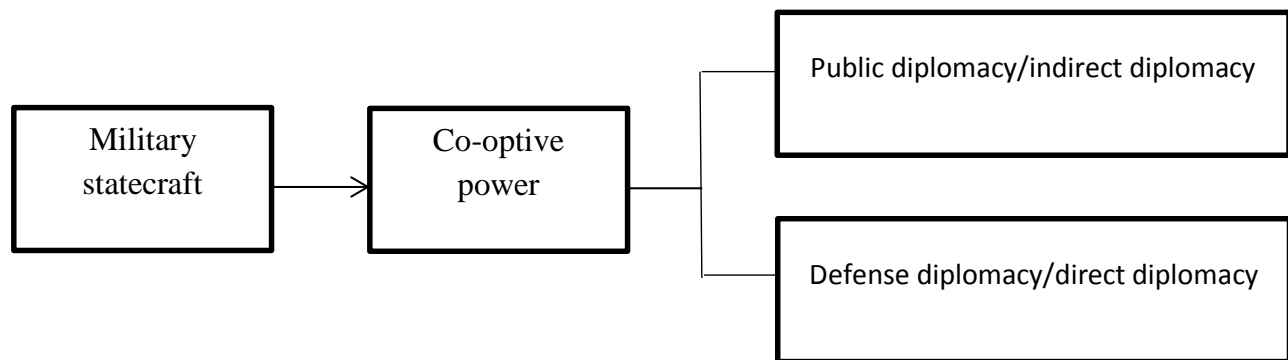 Military
statecraft
Co-optive
power
Public diplomacy/indirect diplomacy
Defense diplomacy/direct diplomacy